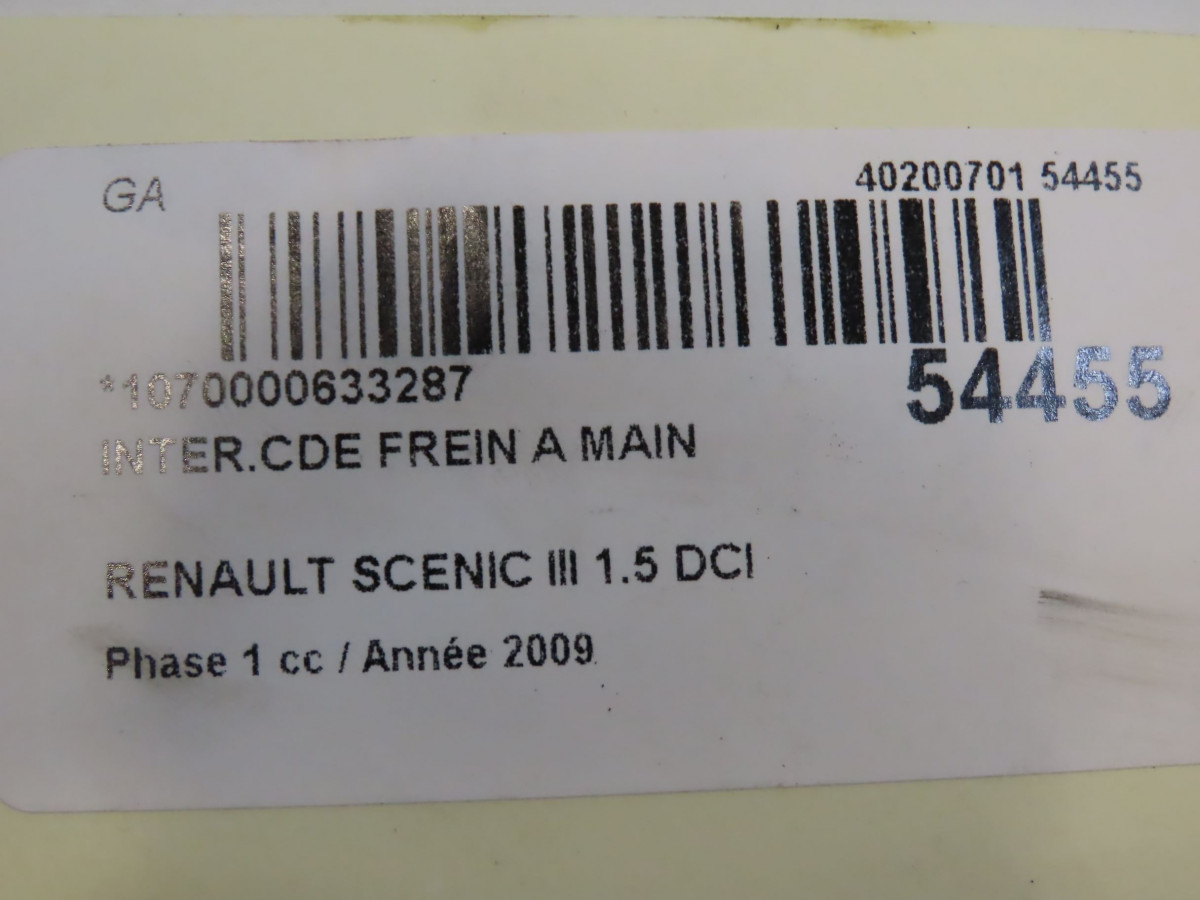 GA
40200701 54455
*1070000633287
54455
INTER.CDE FREIN A MAIN
RENAULT SCENIC III 1.5 DCI
Phase 1 cc / Année 2009